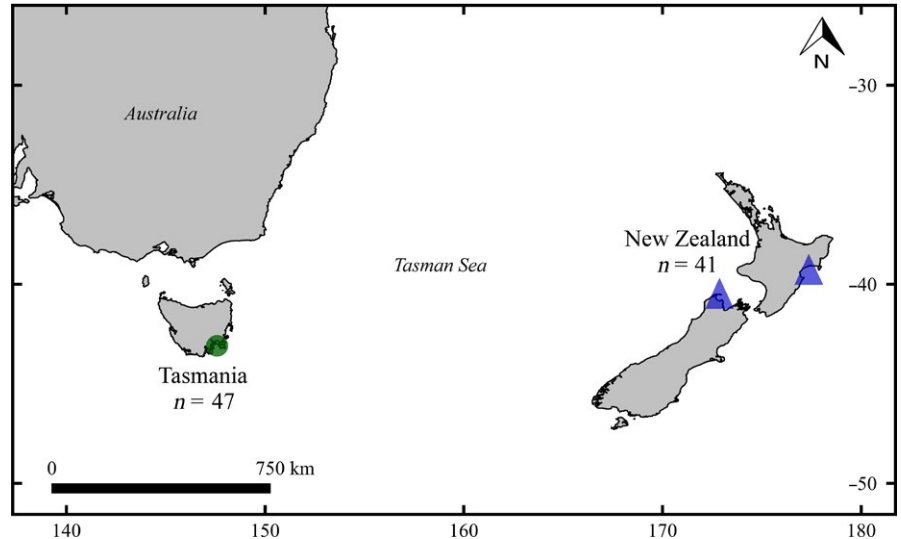 N
−30
Australia
New Zealand
n = 41
Tasman Sea
−40
Tasmania
n = 47
0 750 km
−50
140 150 160 170 180